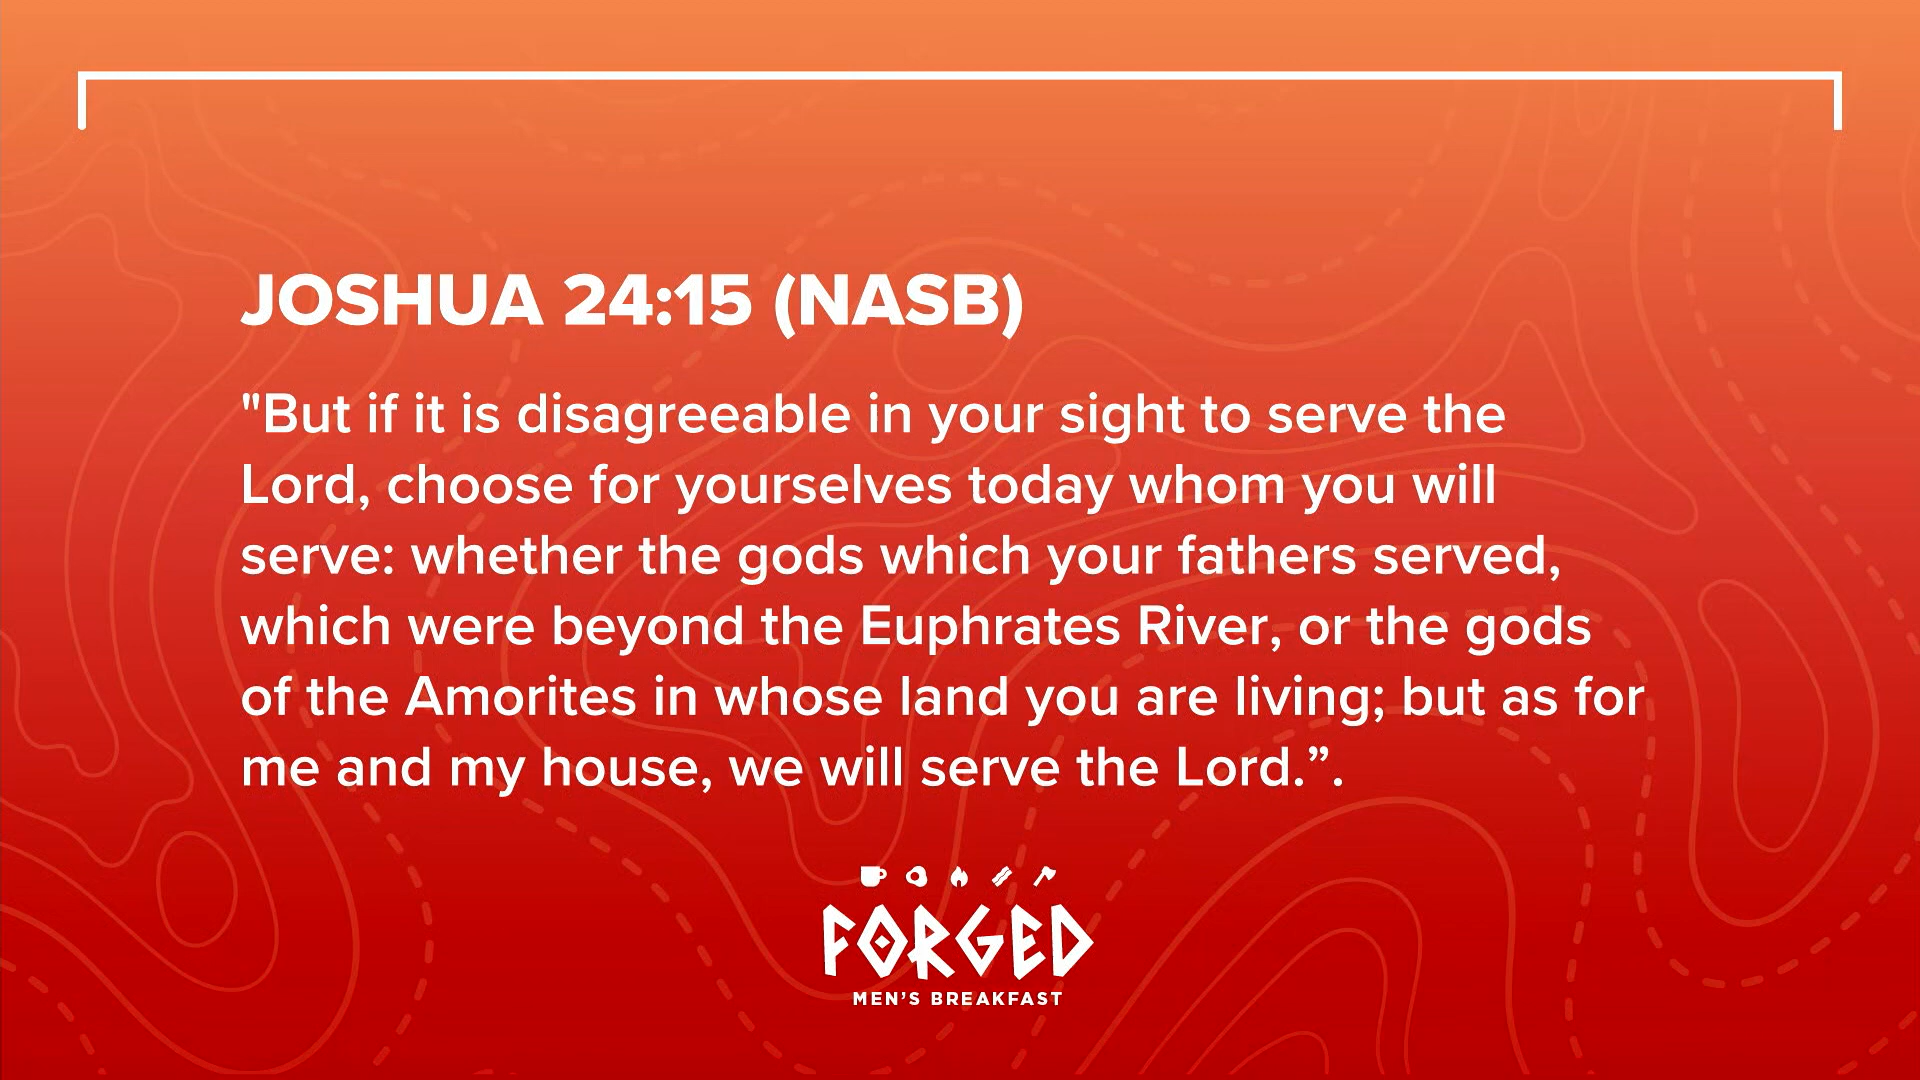 JOSHUA 24:15 (NASB)
"But if it is disagreeable in your sight to serve the
Lord, choose for yourselves today whom you will
serve: whether the gods which your fathers served,
which were beyond the Euphrates River, or the gods
of the Amorites in whose land you are living; but as for
me and my house, we will serve the Lord.”.
FORGED
MEN’S BREAKFAST